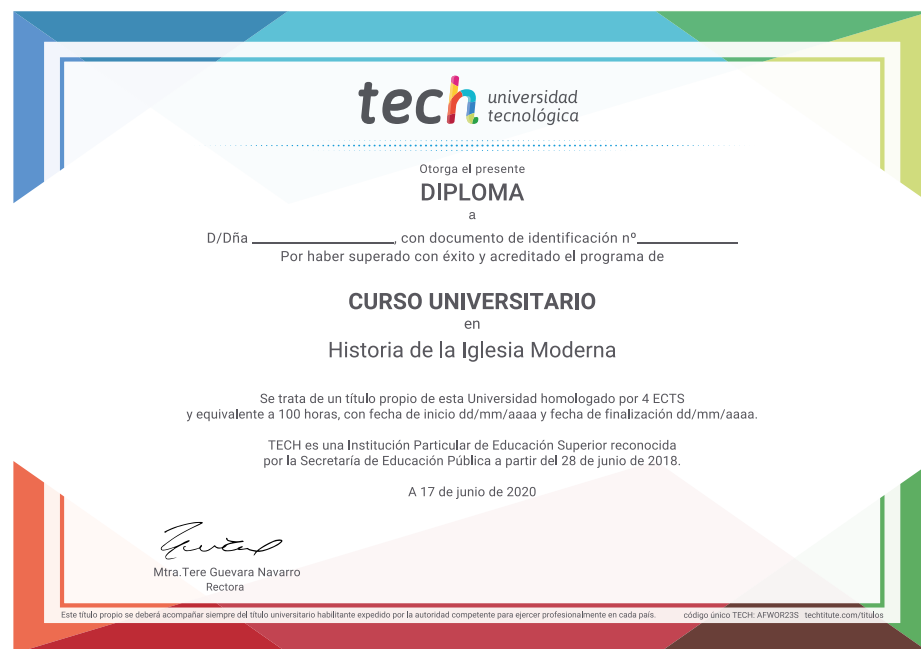 tech universidad
tecnológica
Otorga el presente
DIPLOMA
a
D/Dña ____________________, con documento de identificación nº______________
Por haber superado con éxito y acreditado el programa de
CURSO UNIVERSITARIO
en
Historia de la Iglesia Moderna
Se trata de un título propio de esta Universidad homologado por 4 ECTS
y equivalente a 100 horas, con fecha de inicio dd/mm/aaaa y fecha de finalización dd/mm/aaaa.
TECH es una Institución Particular de Educación Superior reconocida
por la Secretaría de Educación Pública a partir del 28 de junio de 2018.
A 17 de junio de 2020
Mtra.Tere Guevara Navarro
Rectora
Este título propio se deberá acompañar siempre del título universitario habilitante expedido por la autoridad competente para ejercer profesionalmente en cada país. código único TECH: AFWOR23S techtitute.com/titulos